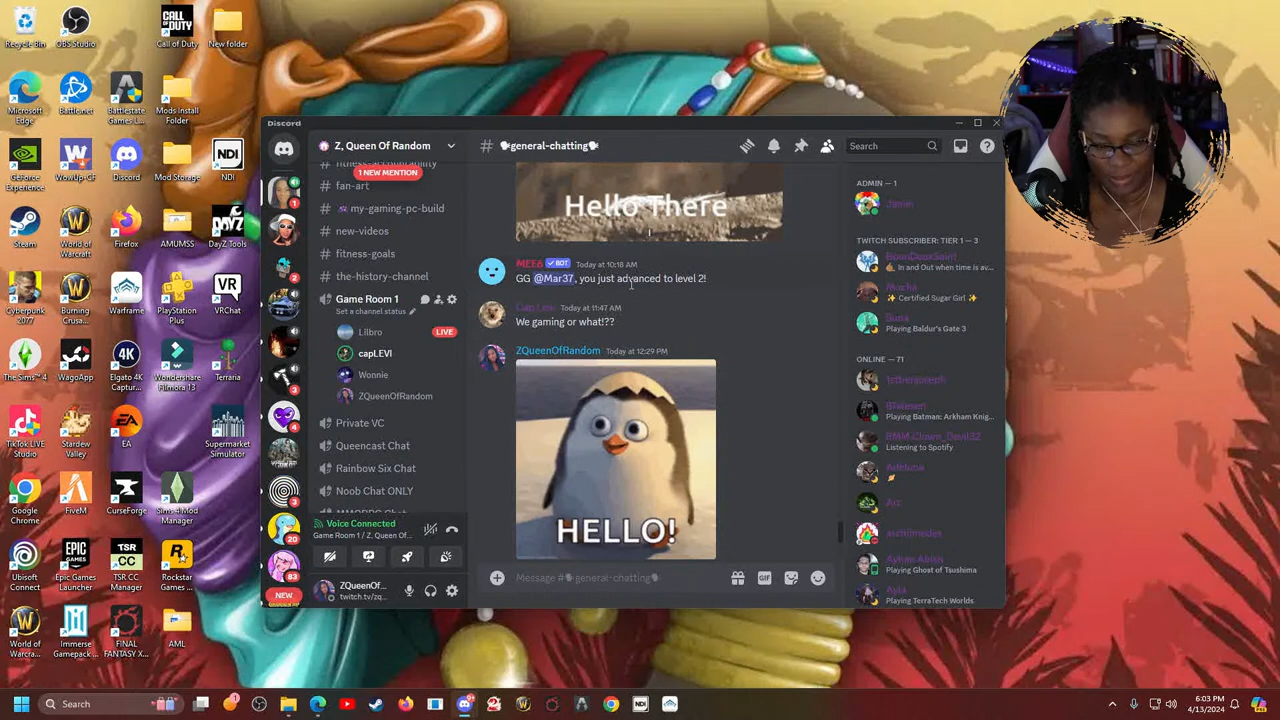 Recycle Bin
OBS Studio
Call of Duty
New folder
Microsoft Edge
Battle.net
Battlestate Games L...
Mods Install Folder
GeForce Experience
WowUp-CF
Discord
Mod Storage
NDI
Steam
World of Warcraft
Firefox
AMUMSS
DayZ Tools
Cyberpunk 2077
Burning Crusa...
Warframe
PlayStation Plus
VRChat
The Sims™ 4
WagoApp
Elgato 4K Captur...
Wondershare Filmora 13
Terraria
TikTok LIVE Studio
Stardew Valley
EA
Supermarket Simulator
Google Chrome
FiveM
CurseForge
Sims 4 Mod Manager
Ubisoft Connect
Epic Games Launcher
TSR CC Manager
Rockstar Games ...
World of Warcraft
Immerse Gamepack ...
FINAL FANTASY X...
AML
Discord
Z, Queen Of Random
1 NEW MENTION
fan-art
my-gaming-pc-build
new-videos
fitness-goals
the-history-channel
Game Room 1
Set a channel status
Lilbro
LIVE
capLEVI
Wonnie
ZQueenOfRandom
Private VC
Queencast Chat
Rainbow Six Chat
Noob Chat ONLY
Voice Connected
Game Room 1 / Z, Queen Of...
ZQueenOf...
twitch.tv/zq...
NEW
# general-chatting
Search
Hello There
MEE6 BOT Today at 10:18 AM
GG @Mar37, you just advanced to level 2!
Today at 11:47 AM
We gaming or what!??
ZQueenOfRandom Today at 12:29 PM
HELLO!
Message #general-chatting
ADMIN — 1
TWITCH SUBSCRIBER: TIER 1 — 3
In and Out when time is av...
Mocha
Certified Sugar Girl
Playing Baldur's Gate 3
ONLINE — 71
Playing Batman: Arkham Knig...
Listening to Spotify
Playing Ghost of Tsushima
Playing TerraTech Worlds
Search
6:03 PM
4/13/2024